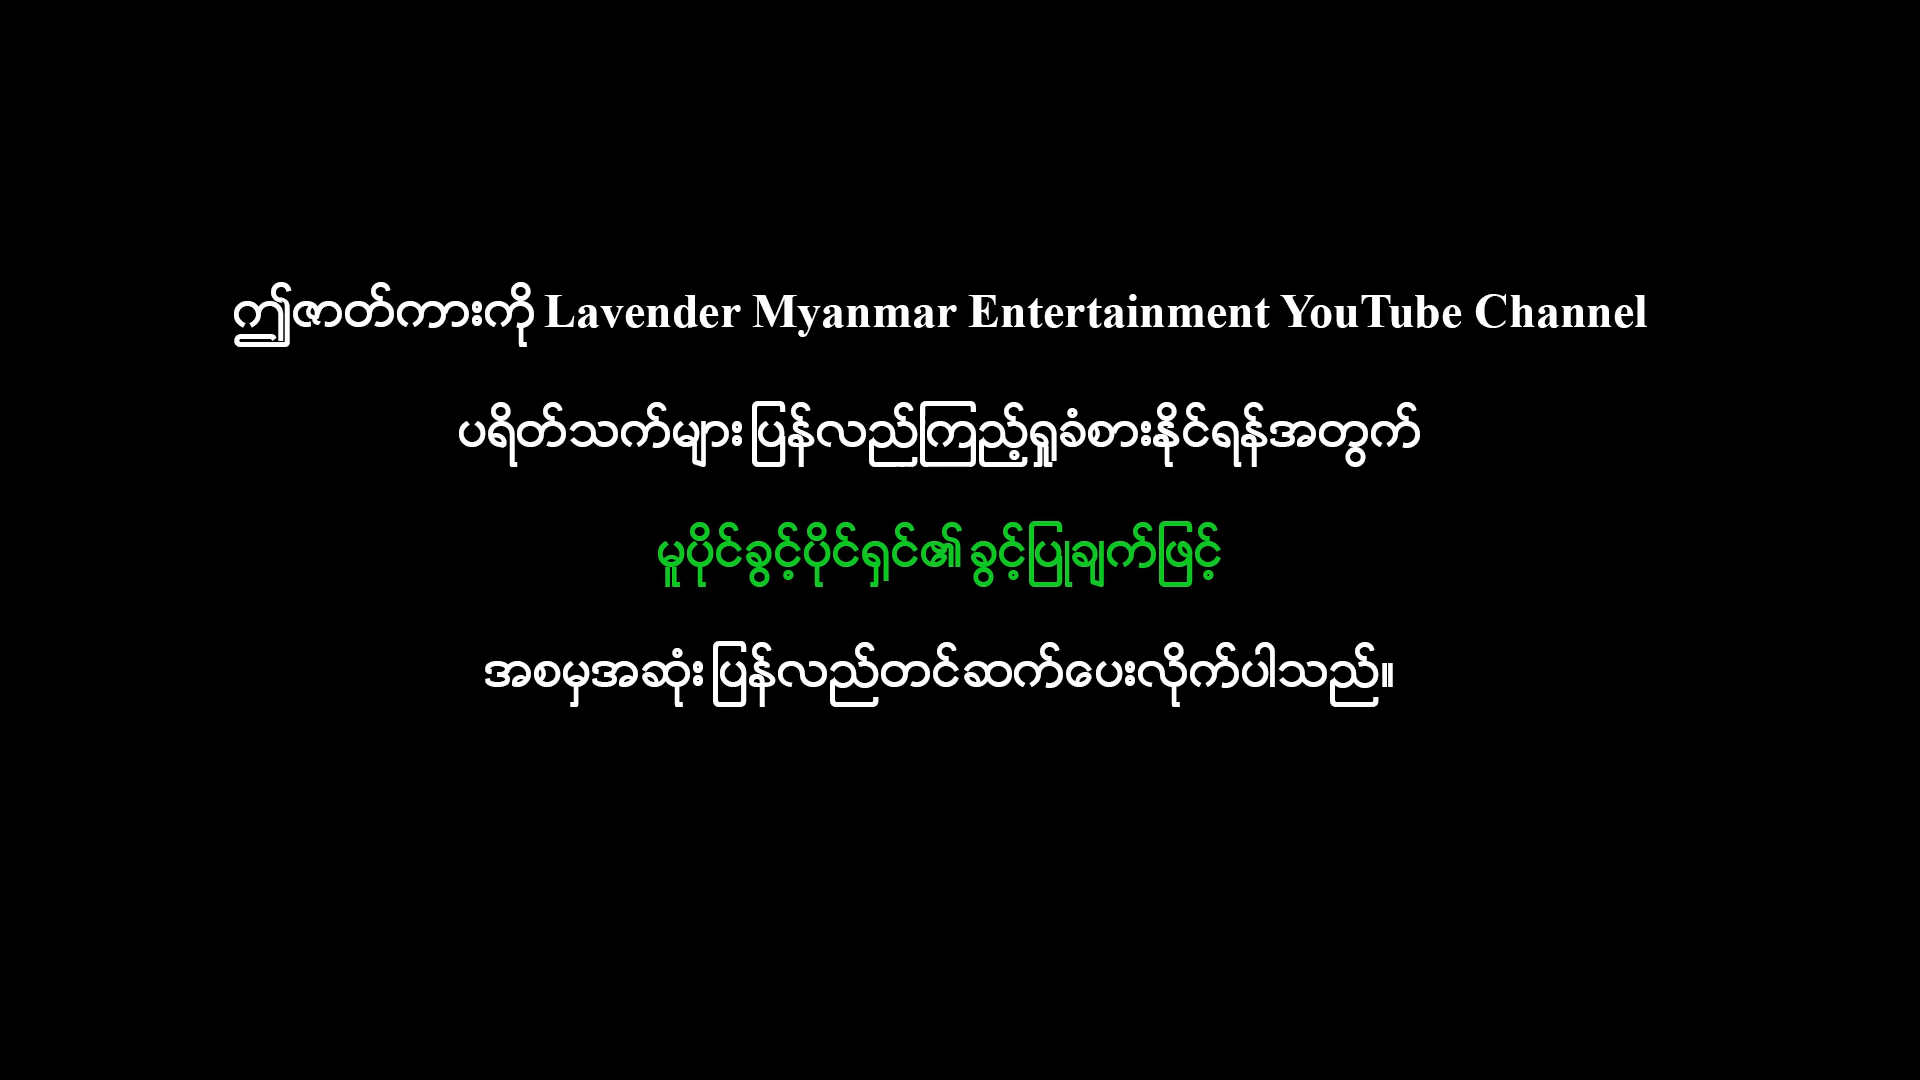 ဤဇာတ်ကားကို Lavender Myanmar Entertainment YouTube Channel
ပရိတ်သက်များ ပြန်လည်ကြည့်ရှုခံစားနိုင်ရန်အတွက်
မူပိုင်ခွင့်ပိုင်ရှင်၏ ခွင့်ပြုချက်ဖြင့်
အစမှအဆုံး ပြန်လည်တင်ဆက်ပေးလိုက်ပါသည်။